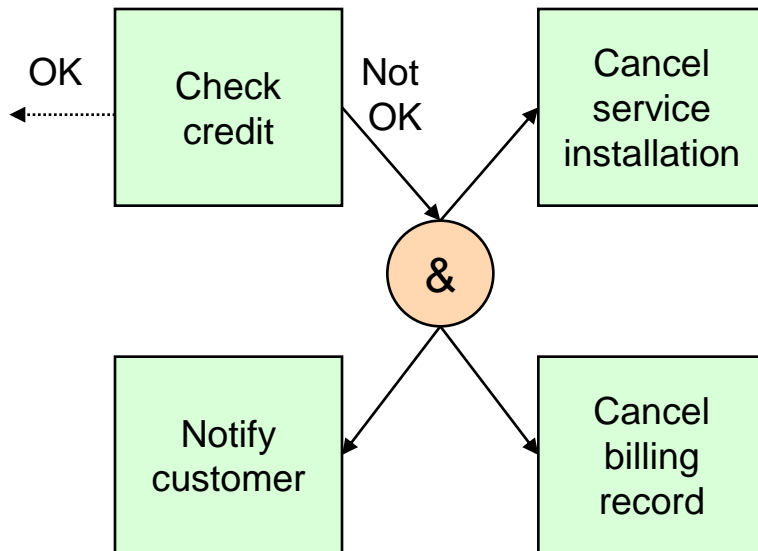 OK
Check
credit
Not
OK
Cancel
service
installation
&
Notify
customer
Cancel
billing
record